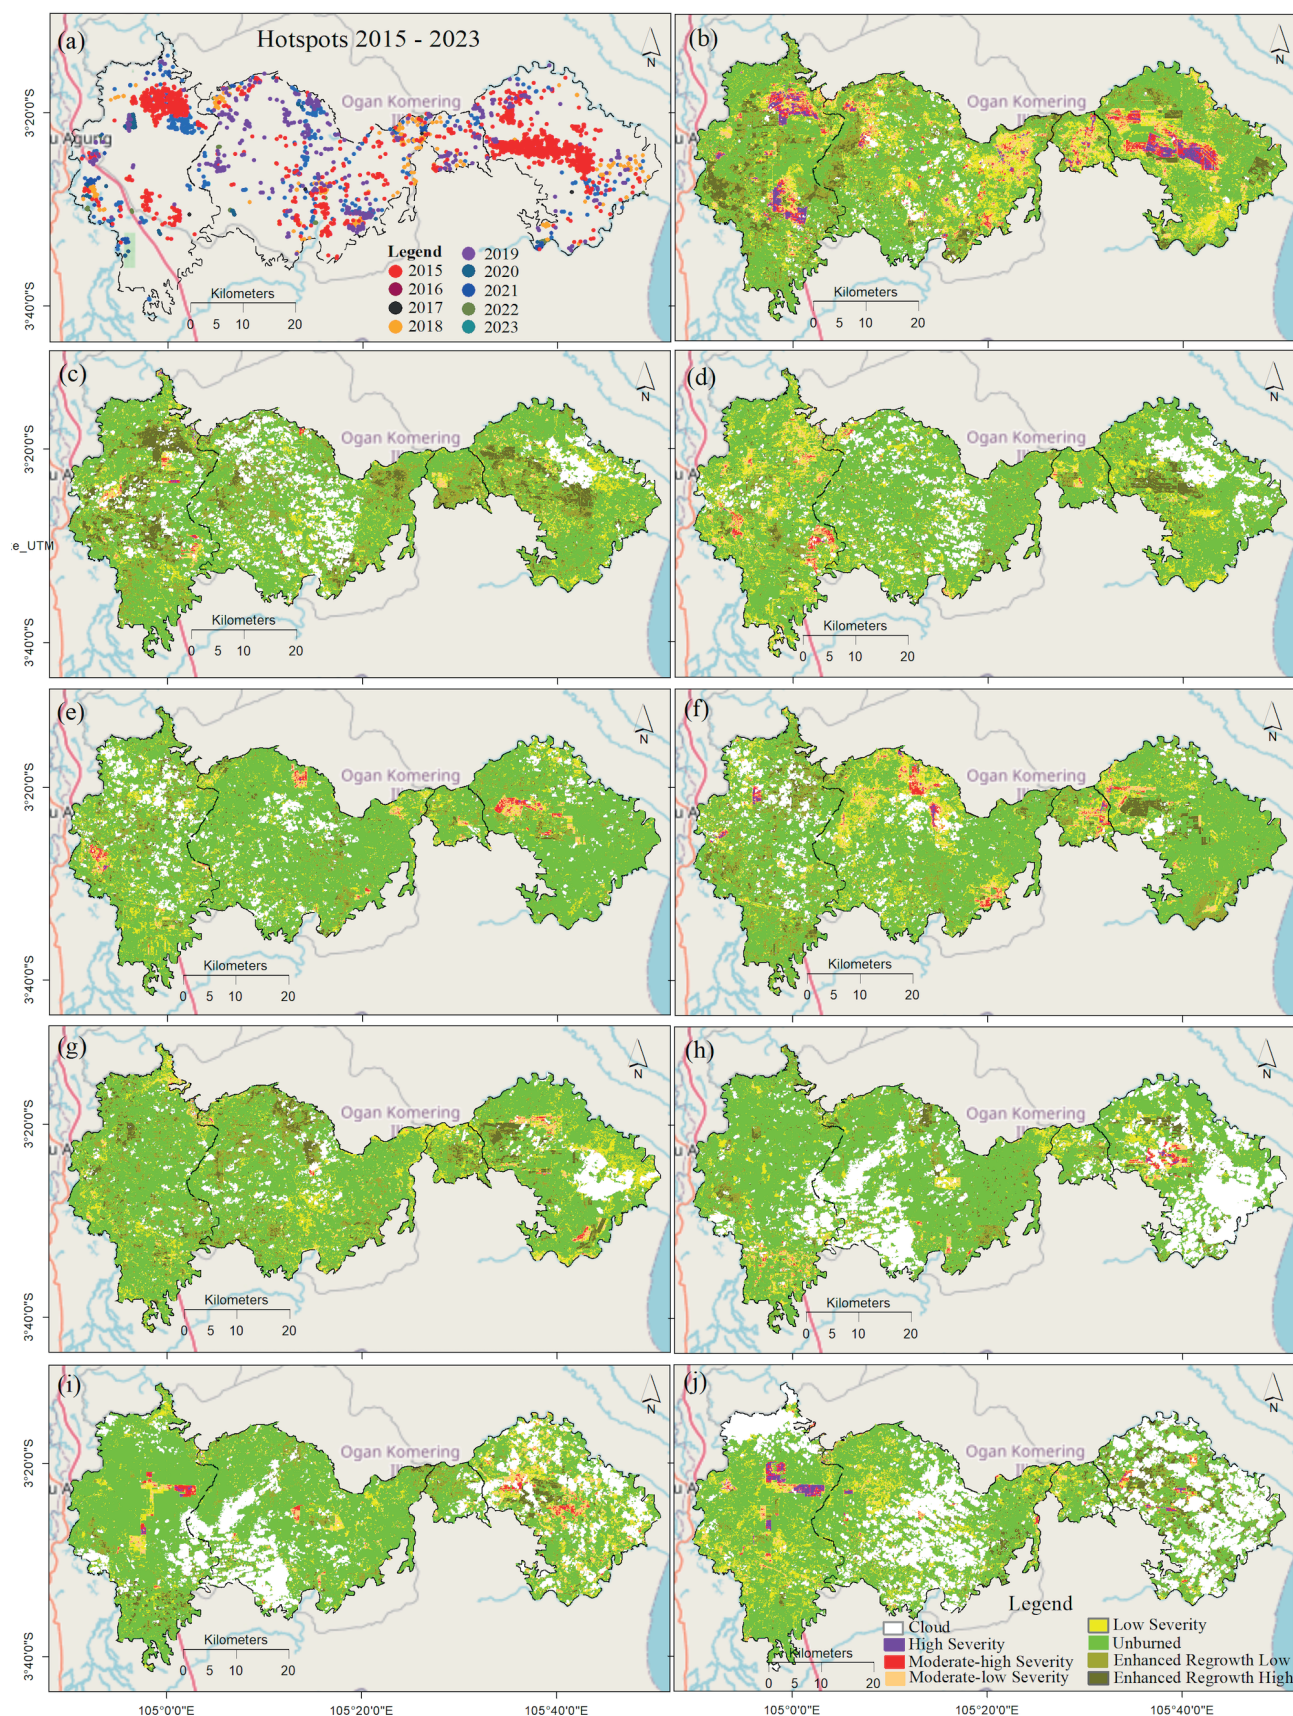 (a)
Hotspots 2015 - 2023
N
Ogan Komering
u Agung
3°20'0"S
3°40'0"S
Legend
2015
2016
2017
2018
2019
2020
2021
2022
2023
Kilometers
0 5 10 20
(b)
N
Ogan Komering
u A
Kilometers
0 5 10 20
(c)
N
Ogan Komering
u A
3°20'0"S
3°40'0"S
:e_UTM
Kilometers
0 5 10 20
(d)
N
Ogan Komering
u A
Kilometers
0 5 10 20
(e)
N
Ogan Komering
u A
3°20'0"S
3°40'0"S
Kilometers
0 5 10 20
(f)
N
Ogan Komering
u A
Kilometers
0 5 10 20
(g)
N
Ogan Komering
u A
3°20'0"S
3°40'0"S
Kilometers
0 5 10 20
(h)
N
Ogan Komering
u A
Kilometers
0 5 10 20
(i)
N
Ogan Komering
u A
3°20'0"S
3°40'0"S
Kilometers
0 5 10 20
(j)
N
Ogan Komering
u A
Legend
Cloud
High Severity
Moderate-high Severity
Moderate-low Severity
Low Severity
Unburned
Enhanced Regrowth Low
Enhanced Regrowth High
Kilometers
0 5 10 20
105°0'0"E
105°20'0"E
105°40'0"E
105°0'0"E
105°20'0"E
105°40'0"E